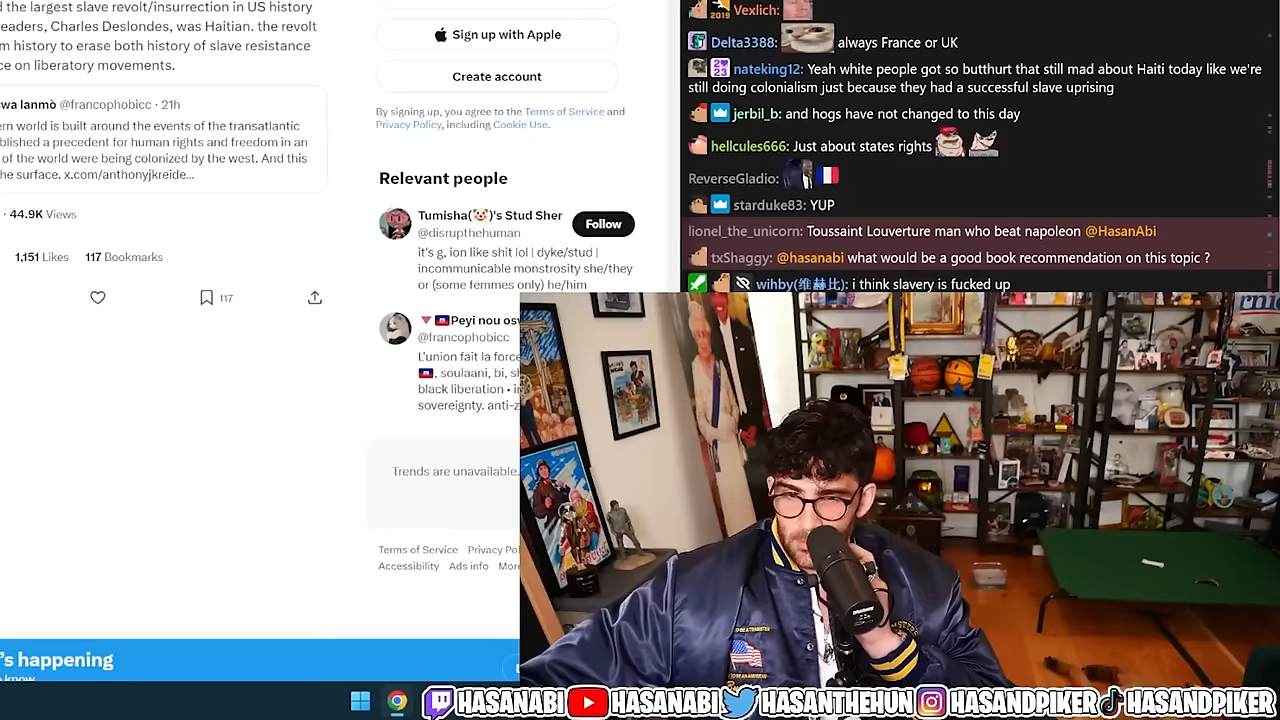 d the largest slave revolt/insurrection in US history
eaders, Charles Deslondes, was Haitian. the revolt
m history to erase both history of slave resistance
ce on liberatory movements.
wa lanmò @francophobicc · 21h
ern world is built around the events of the transatlantic
blished a precedent for human rights and freedom in an
of the world were being colonized by the west. And this
he surface. x.com/anthonyjkreide...
· 44.9K Views
1,151 Likes 117 Bookmarks
117
Sign up with Apple
Create account
By signing up, you agree to the Terms of Service and
Privacy Policy, including Cookie Use.
Relevant people
Tumisha(🤡)'s Stud Sher
@disrupthehuman
Follow
it's g, ion like shit lol | dyke/stud |
incommunicable monstrosity she/they
or (some femmes only) he/him
🔻🇭🇹Peyi nou osw
@francophobicc
L'union fait la force
🇭🇹, soulaani, bi, sh
black liberation • in
sovereignty. anti-z
Trends are unavailable.
Terms of Service Privacy Pol
Accessibility Ads info More
's happening
know.
2019 Vexlich:
Delta3388: always France or UK
nateking12: Yeah white people got so butthurt that still mad about Haiti today like we're
still doing colonialism just because they had a successful slave uprising
jerbil_b: and hogs have not changed to this day
hellcules666: Just about states rights
ReverseGladio:
starduke83: YUP
lionel_the_unicorn: Toussaint Louverture man who beat napoleon @HasanAbi
txShaggy: @hasanabi what would be a good book recommendation on this topic ?
wihby(维赫比): i think slavery is fucked up
HASANABI HASANABI HASANTHEHUN HASANDPIKER HASANDPIKER